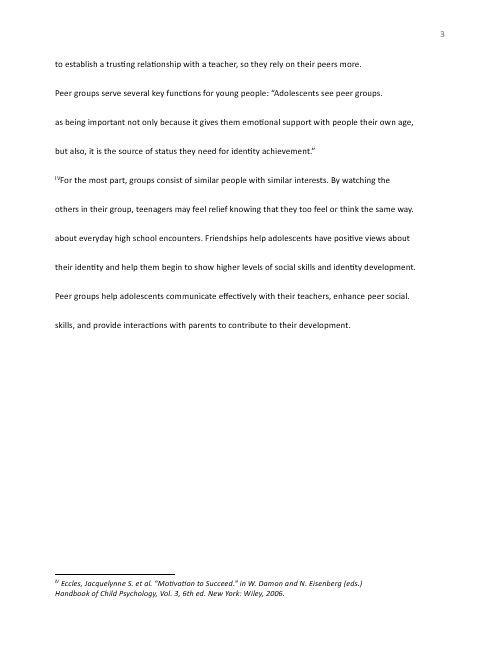 3
to establish a trusting relationship with a teacher, so they rely on their peers more.
Peer groups serve several key functions for young people: “Adolescents see peer groups.
as being important not only because it gives them emotional support with people their own age,
but also, it is the source of status they need for identity achievement.”
IVFor the most part, groups consist of similar people with similar interests. By watching the
others in their group, teenagers may feel relief knowing that they too feel or think the same way.
about everyday high school encounters. Friendships help adolescents have positive views about
their identity and help them begin to show higher levels of social skills and identity development.
Peer groups help adolescents communicate effectively with their teachers, enhance peer social.
skills, and provide interactions with parents to contribute to their development.
IV Eccles, Jacquelynne S. et al. “Motivation to Succeed.” in W. Damon and N. Eisenberg (eds.)
Handbook of Child Psychology, Vol. 3, 6th ed. New York: Wiley, 2006.